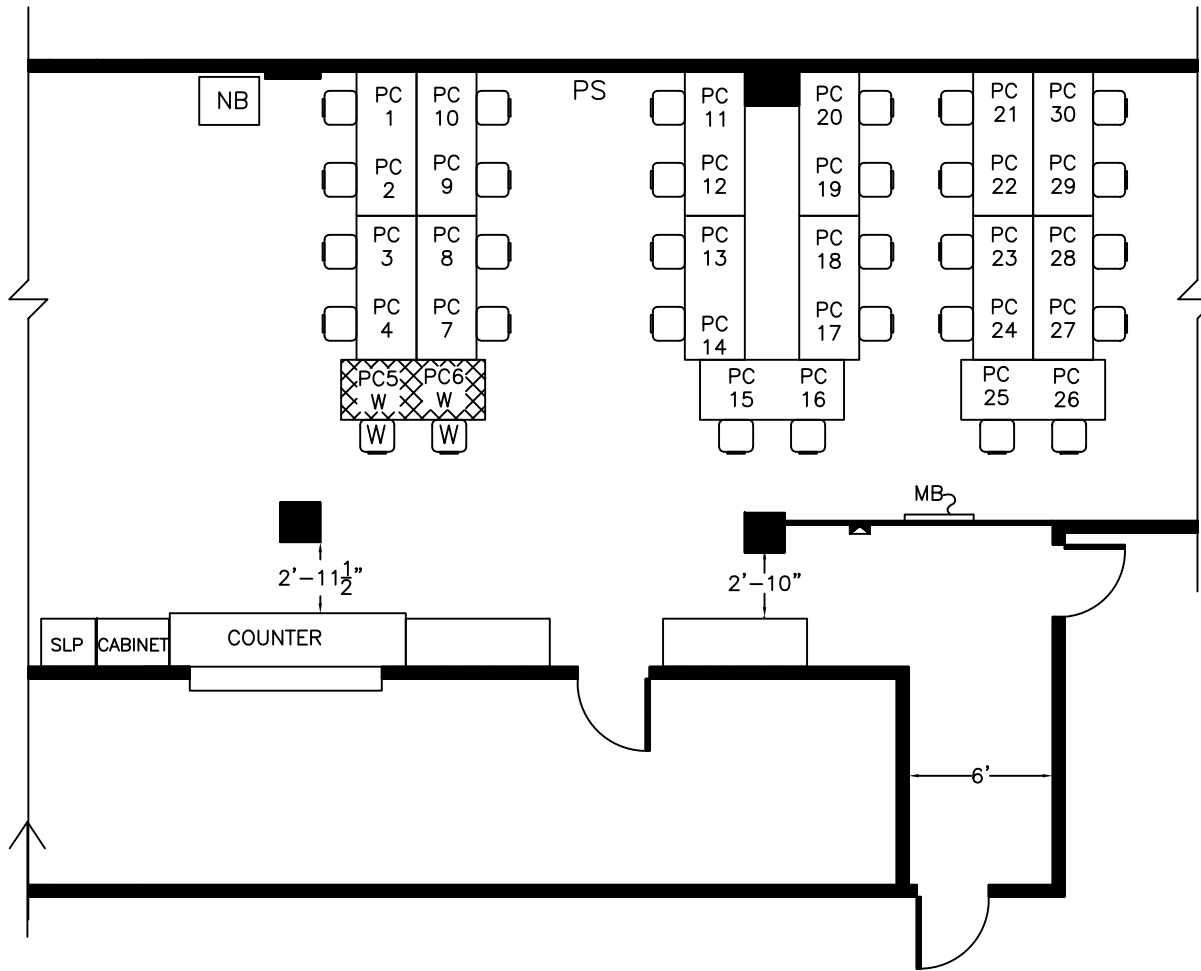 NB
PS
PC
1
PC
10
PC
11
PC
20
PC
21
PC
30
PC
2
PC
9
PC
12
PC
19
PC
22
PC
29
PC
3
PC
8
PC
13
PC
18
PC
23
PC
28
PC
4
PC
7
PC
14
PC
17
PC
24
PC
27
PC5
W
PC6
W
PC
15
PC
16
PC
25
PC
26
W
W
MB
2'-11½"
2'-10"
SLP
CABINET
COUNTER
6'